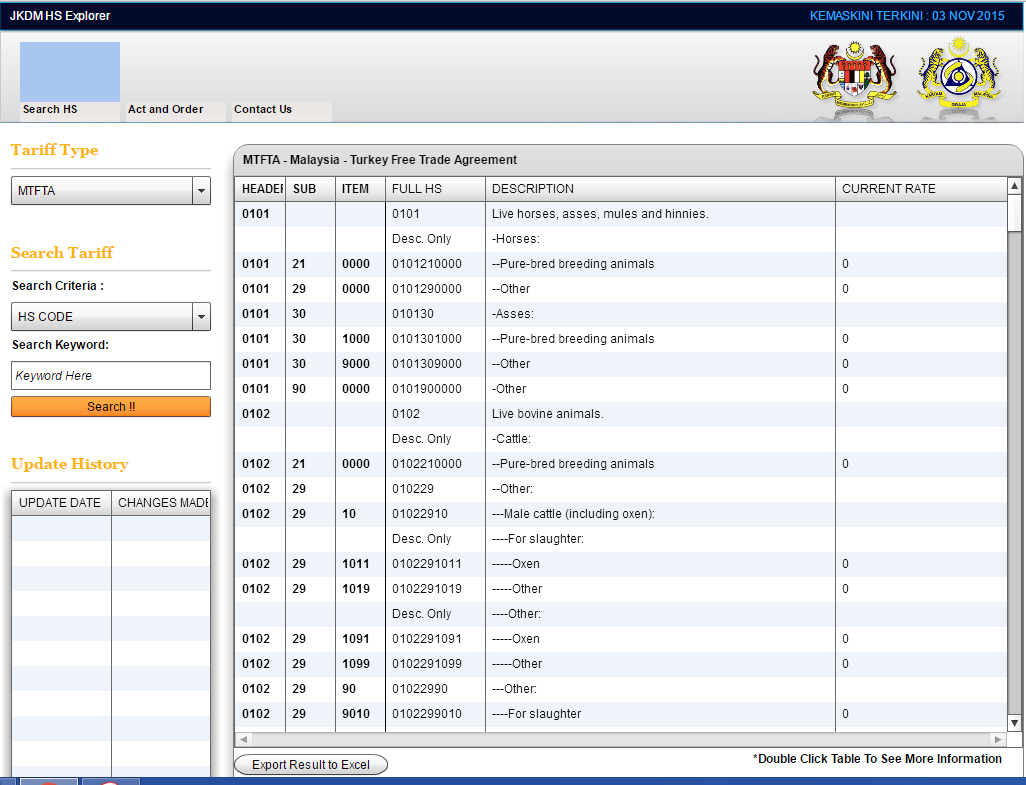 JKDM HS Explorer KEMASKINI TERKINI : 03 NOV 2015
Search HS Act and Order Contact Us
Tariff Type
MTFTA
Search Tariff
Search Criteria :
HS CODE
Search Keyword:
Keyword Here
Search !!
Update History
UPDATE DATE CHANGES MADE
MTFTA - Malaysia - Turkey Free Trade Agreement
HEADER SUB ITEM FULL HS DESCRIPTION CURRENT RATE
0101 0101 Live horses, asses, mules and hinnies.
Desc. Only -Horses:
0101 21 0000 0101210000 --Pure-bred breeding animals 0
0101 29 0000 0101290000 --Other 0
0101 30 010130 -Asses:
0101 30 1000 0101301000 --Pure-bred breeding animals 0
0101 30 9000 0101309000 --Other 0
0101 90 0000 0101900000 -Other 0
0102 0102 Live bovine animals.
Desc. Only -Cattle:
0102 21 0000 0102210000 --Pure-bred breeding animals 0
0102 29 010229 --Other:
0102 29 10 01022910 ---Male cattle (including oxen):
Desc. Only ----For slaughter:
0102 29 1011 0102291011 -----Oxen 0
0102 29 1019 0102291019 -----Other 0
Desc. Only ----Other:
0102 29 1091 0102291091 -----Oxen 0
0102 29 1099 0102291099 -----Other 0
0102 29 90 01022990 ---Other:
0102 29 9010 0102299010 ----For slaughter 0
Export Result to Excel *Double Click Table To See More Information